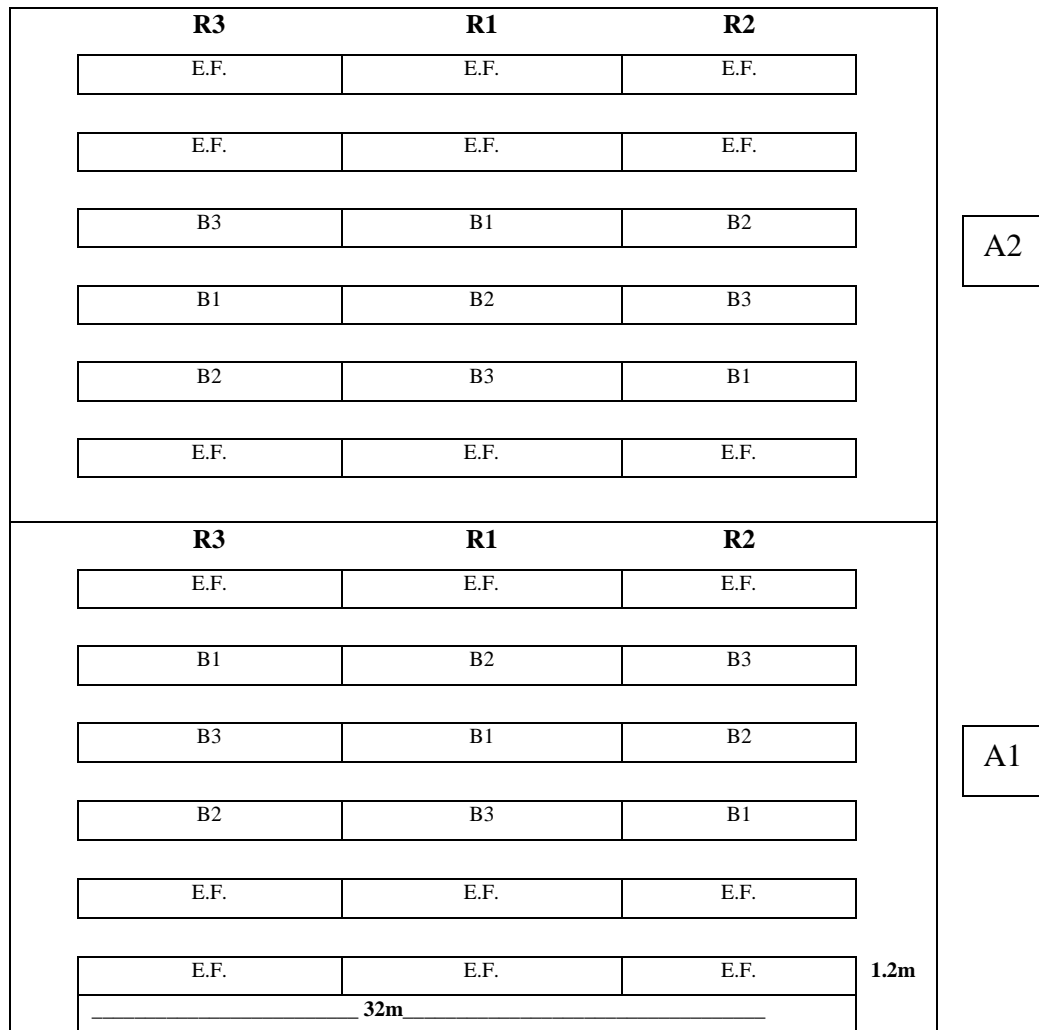 R3 R1 R2
E.F. E.F. E.F.
E.F. E.F. E.F.
B3 B1 B2
A2
B1 B2 B3
B2 B3 B1
E.F. E.F. E.F.
R3 R1 R2
E.F. E.F. E.F.
B1 B2 B3
B3 B1 B2
A1
B2 B3 B1
E.F. E.F. E.F.
E.F. E.F. E.F. 1.2m
32m